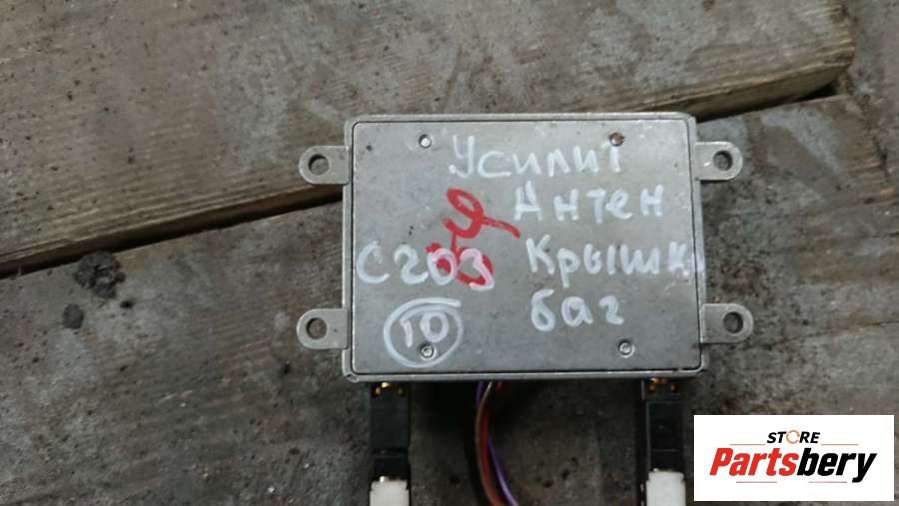 Усилит
Антен
С203 Крышк
баг
10
STORE
Partsbery